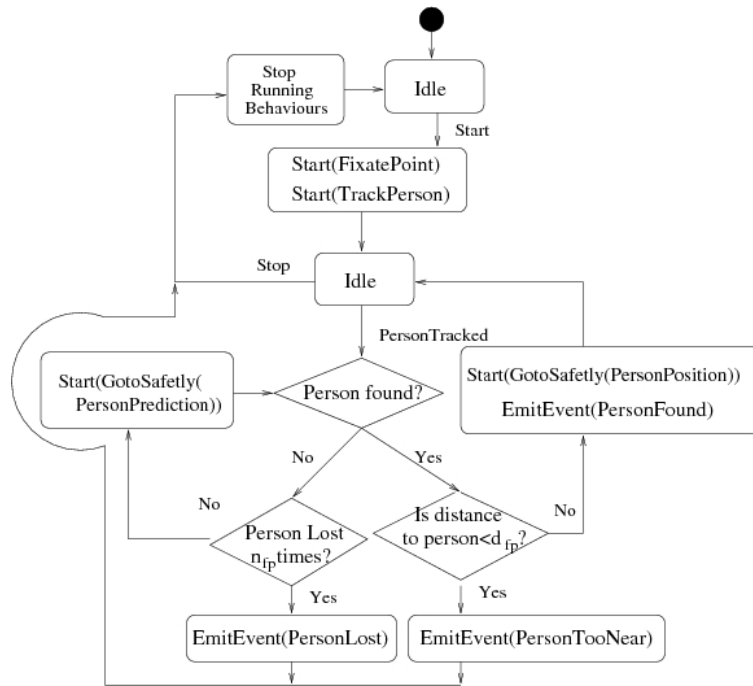 Stop
Running
Behaviours
Idle
Start
Start(FixatePoint)
Start(TrackPerson)
Stop
Idle
PersonTracked
Start(GotoSafetly(
PersonPrediction))
Person found?
Start(GotoSafetly(PersonPosition))
EmitEvent(PersonFound)
No
Yes
No
Person Lost
n_fp times?
Is distance
to person<d_fp?
No
Yes
Yes
EmitEvent(PersonLost)
EmitEvent(PersonTooNear)